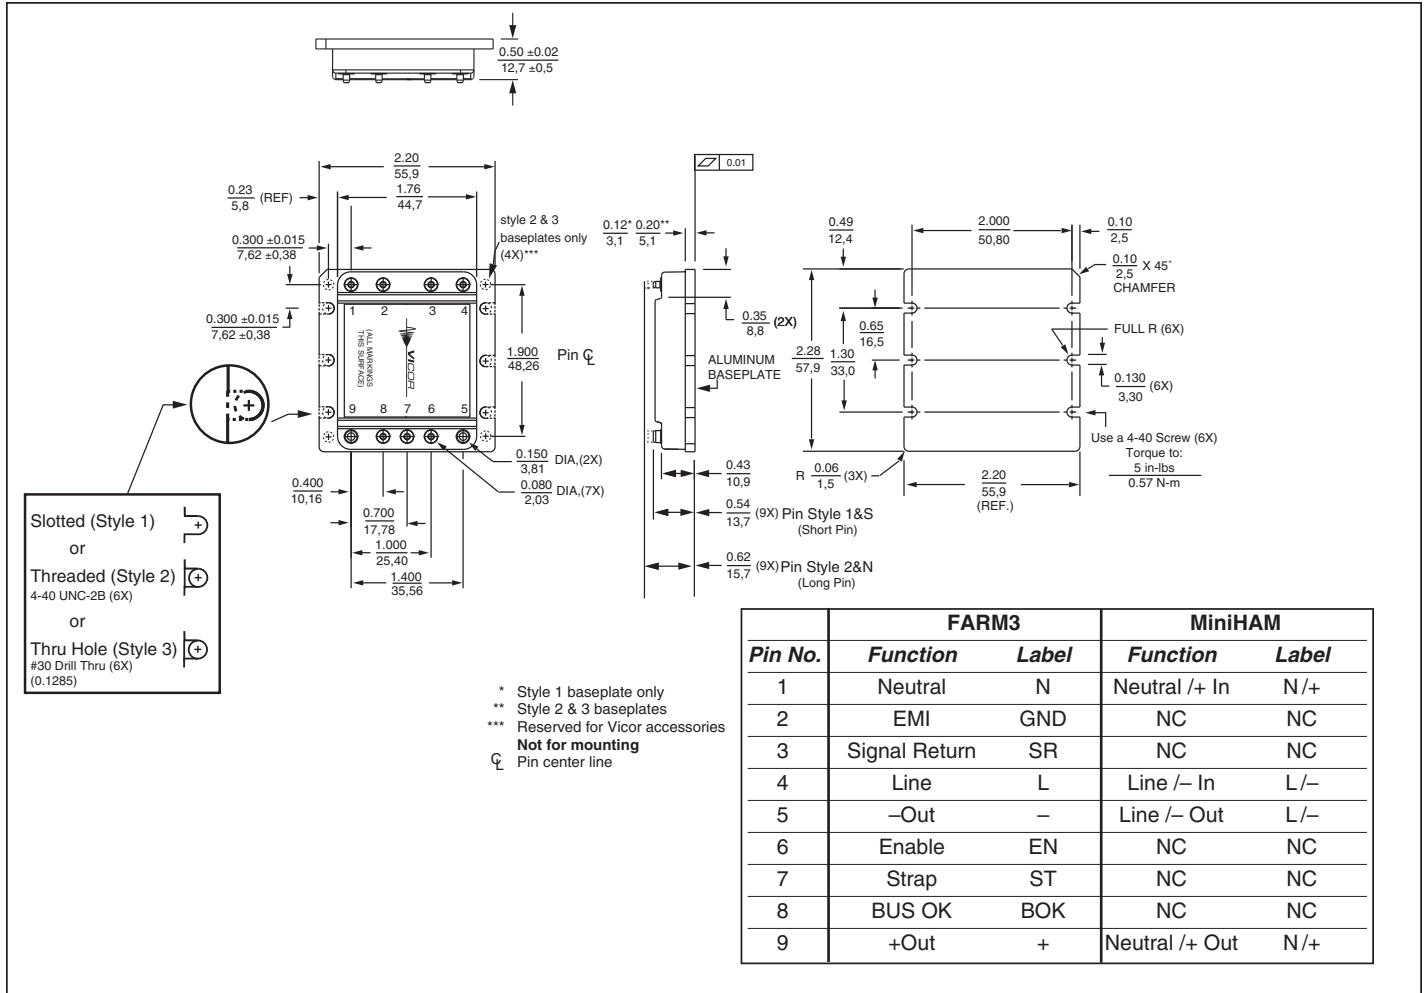 0.50 ±0.02
12,7 ±0,5
2.20
55,9
0.23
5,8
(REF)
1.76
44,7
0.300 ±0.015
7,62 ±0,38
style 2 & 3
baseplates only
(4X)***
0.300 ±0.015
7,62 ±0,38
1 2 3 4
(ALL MARKINGS
THIS SURFACE)
VICOR
9 8 7 6 5
1.900
48,26
Pin ℄
0.150
3,81
DIA,(2X)
0.080
2,03
DIA,(7X)
0.400
10,16
0.700
17,78
1.000
25,40
1.400
35,56
Slotted (Style 1)
or
Threaded (Style 2)
4-40 UNC-2B (6X)
or
Thru Hole (Style 3)
#30 Drill Thru (6X)
(0.1285)
0.01
0.12* 0.20**
3,1 5,1
0.35
8,8
(2X)
ALUMINUM
BASEPLATE
0.43
10,9
0.54
13,7
(9X) Pin Style 1&S
(Short Pin)
0.62
15,7
(9X) Pin Style 2&N
(Long Pin)
0.49
12,4
2.000
50,80
0.10
2,5
0.10
2,5
X 45°
CHAMFER
0.65
16,5
FULL R (6X)
2.28
57,9
1.30
33,0
0.130
3,30
(6X)
Use a 4-40 Screw (6X)
Torque to:
5 in-lbs
0.57 N-m
R 0.06
1,5
(3X)
2.20
55,9
(REF.)
* Style 1 baseplate only
** Style 2 & 3 baseplates
*** Reserved for Vicor accessories
Not for mounting
℄ Pin center line
FARM3 MiniHAM
Pin No. Function Label Function Label
1 Neutral N Neutral /+ In N/+
2 EMI GND NC NC
3 Signal Return SR NC NC
4 Line L Line /– In L/–
5 –Out – Line /– Out L/–
6 Enable EN NC NC
7 Strap ST NC NC
8 BUS OK BOK NC NC
9 +Out + Neutral /+ Out N/+